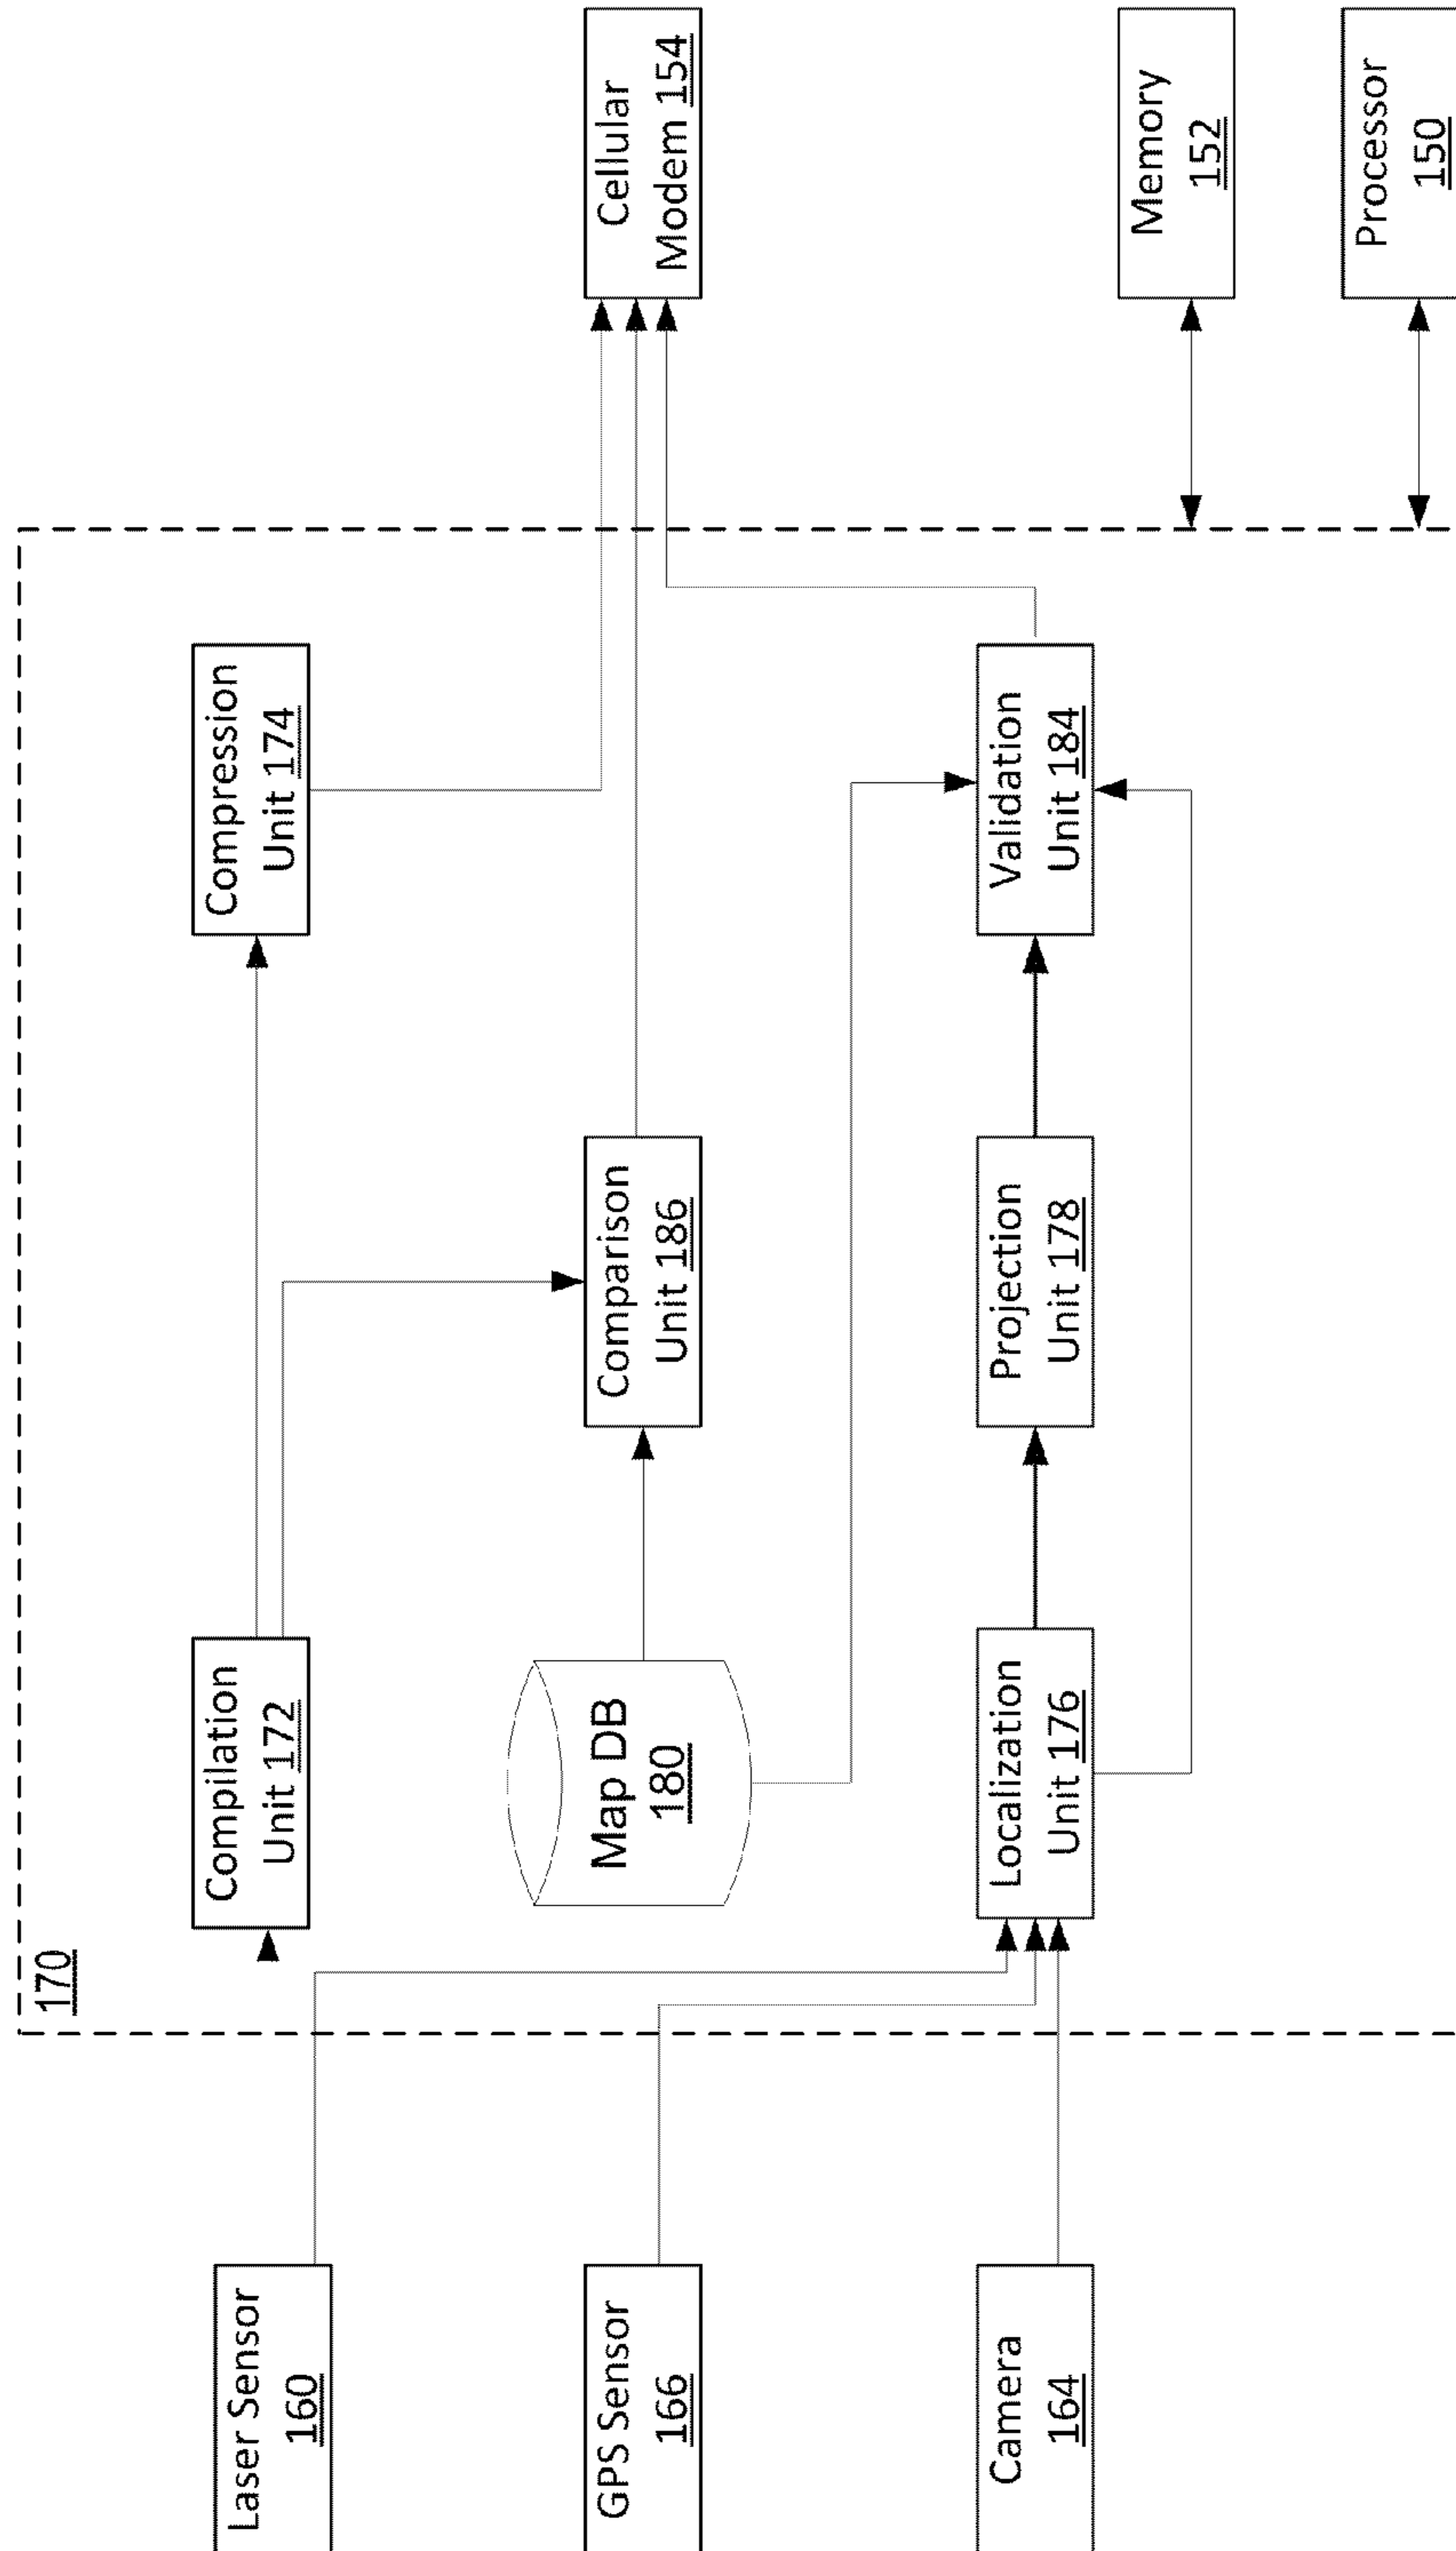 170
Laser Sensor
160
Compilation
Unit 172
Compression
Unit 174
GPS Sensor
166
Map DB
180
Comparison
Unit 186
Cellular
Modem 154
Camera
164
Localization
Unit 176
Projection
Unit 178
Validation
Unit 184
Memory
152
Processor
150